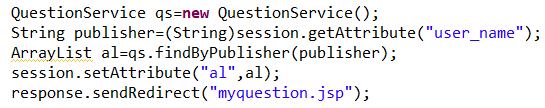 QuestionService qs=new QuestionService();
String publisher=(String)session.getAttribute("user_name");
ArrayList al=qs.findByPublisher(publisher);
session.setAttribute("al",al);
response.sendRedirect("myquestion.jsp");